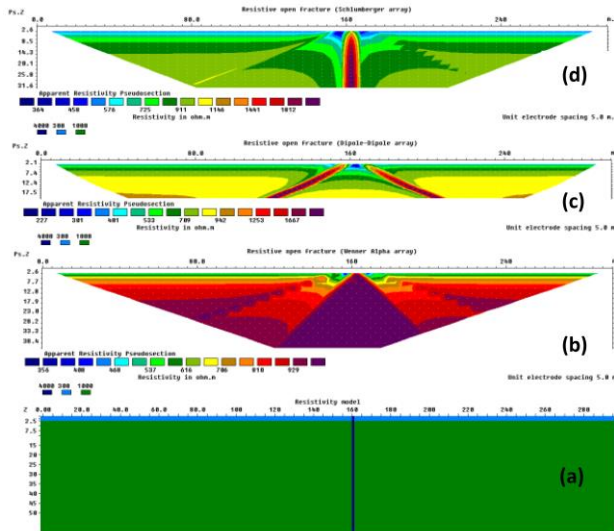 Ps.Z Resistive open fracture (Schlumberger array)
0.0 80.0 160 240
2.6
8.5
14.3
20.1
25.8
31.6
(d)
Apparent Resistivity Pseudosection
364 458 576 725 911 1146 1441 1812
Resistivity in ohm.m Unit electrode spacing 5.0 m.
4000 300 1000
Ps.Z Resistive open fracture (Dipole-Dipole array)
0.0 80.0 160 240
2.1
7.4
12.4
17.5
(c)
Apparent Resistivity Pseudosection
227 301 401 533 709 942 1253 1667
Resistivity in ohm.m Unit electrode spacing 5.0 m
4000 300 1000
Ps.Z Resistive open fracture (Wenner Alpha array)
0.0 80.0 160 240
2.6
7.7
12.8
17.9
23.0
28.2
33.3
38.4
(b)
Apparent Resistivity Pseudosection
356 408 468 537 616 706 810 929
Resistivity in ohm.m Unit electrode spacing 5.0 m
4000 300 1000
Resistivity model
Z 0.00 20.0 40.0 60.0 80.0 100.0 120.0 140.0 160 180 200 220 240 260 280
2.5
7.5
15
20
25
30
35
40
45
50
(a)